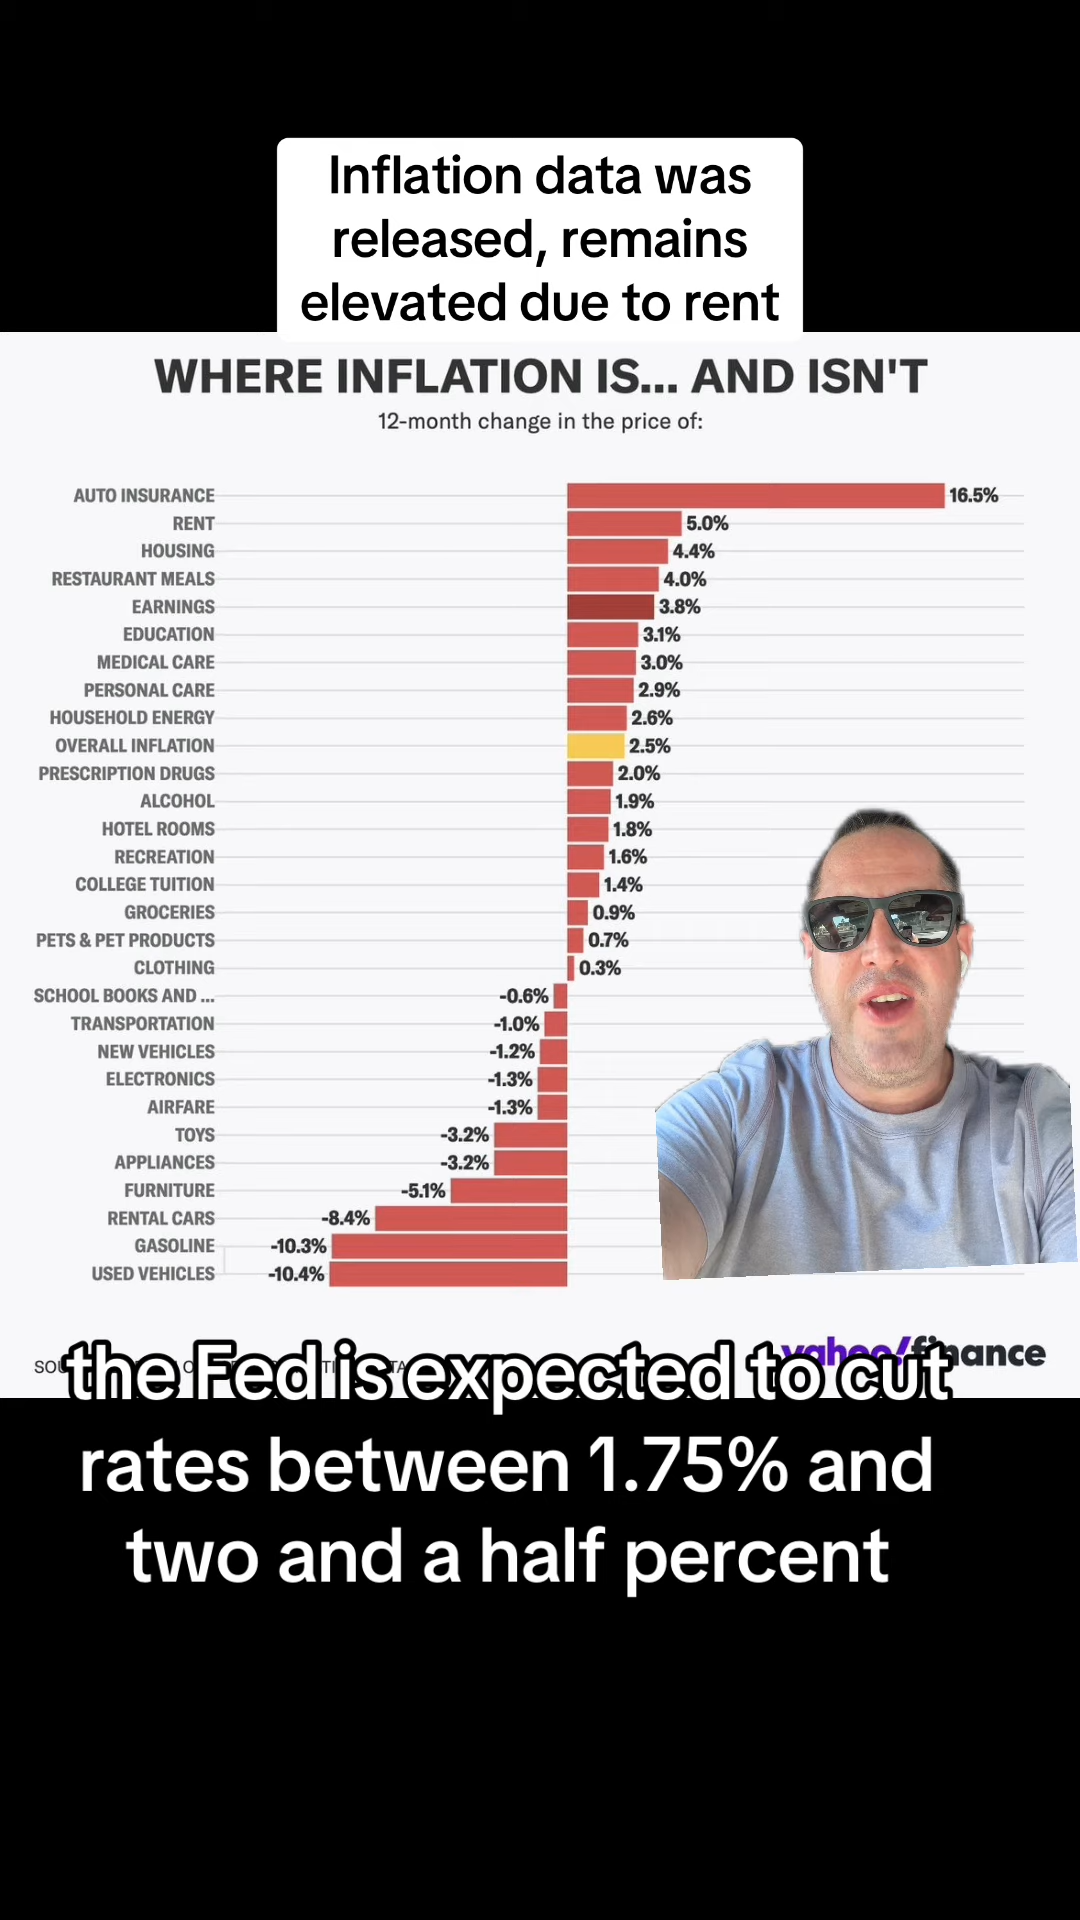 Inflation data was
released, remains
elevated due to rent
WHERE INFLATION IS... AND ISN'T
12-month change in the price of:
AUTO INSURANCE 16.5%
RENT 5.0%
HOUSING 4.4%
RESTAURANT MEALS 4.0%
EARNINGS 3.8%
EDUCATION 3.1%
MEDICAL CARE 3.0%
PERSONAL CARE 2.9%
HOUSEHOLD ENERGY 2.6%
OVERALL INFLATION 2.5%
PRESCRIPTION DRUGS 2.0%
ALCOHOL 1.9%
HOTEL ROOMS 1.8%
RECREATION 1.6%
COLLEGE TUITION 1.4%
GROCERIES 0.9%
PETS & PET PRODUCTS 0.7%
CLOTHING 0.3%
SCHOOL BOOKS AND ... -0.6%
TRANSPORTATION -1.0%
NEW VEHICLES -1.2%
ELECTRONICS -1.3%
AIRFARE -1.3%
TOYS -3.2%
APPLIANCES -3.2%
FURNITURE -5.1%
RENTAL CARS -8.4%
GASOLINE -10.3%
USED VEHICLES -10.4%
yahoo!finance
the Fed is expected to cut
rates between 1.75% and
two and a half percent